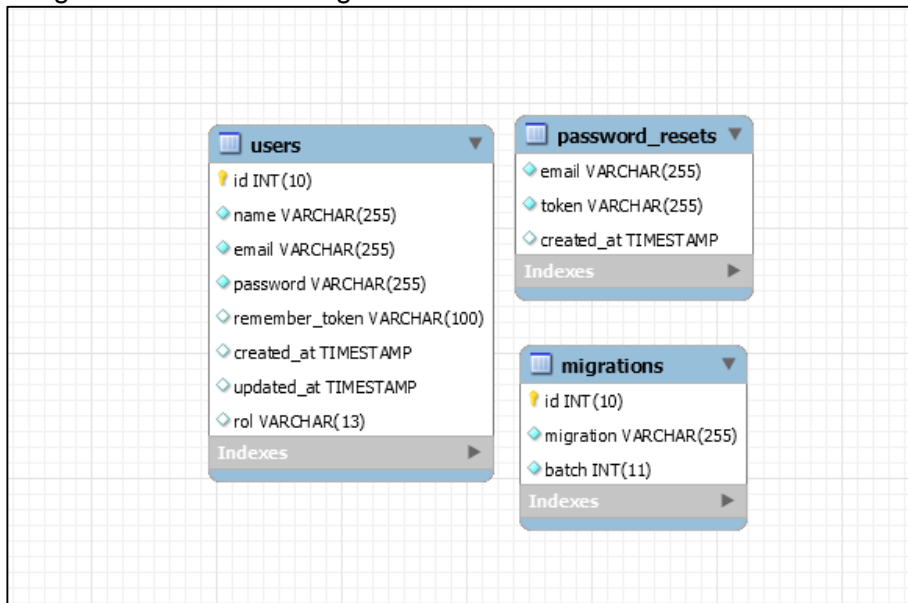 users
id INT(10)
name VARCHAR(255)
email VARCHAR(255)
password VARCHAR(255)
remember_token VARCHAR(100)
created_at TIMESTAMP
updated_at TIMESTAMP
rol VARCHAR(13)
Indexes
password_resets
email VARCHAR(255)
token VARCHAR(255)
created_at TIMESTAMP
Indexes
migrations
id INT(10)
migration VARCHAR(255)
batch INT(11)
Indexes